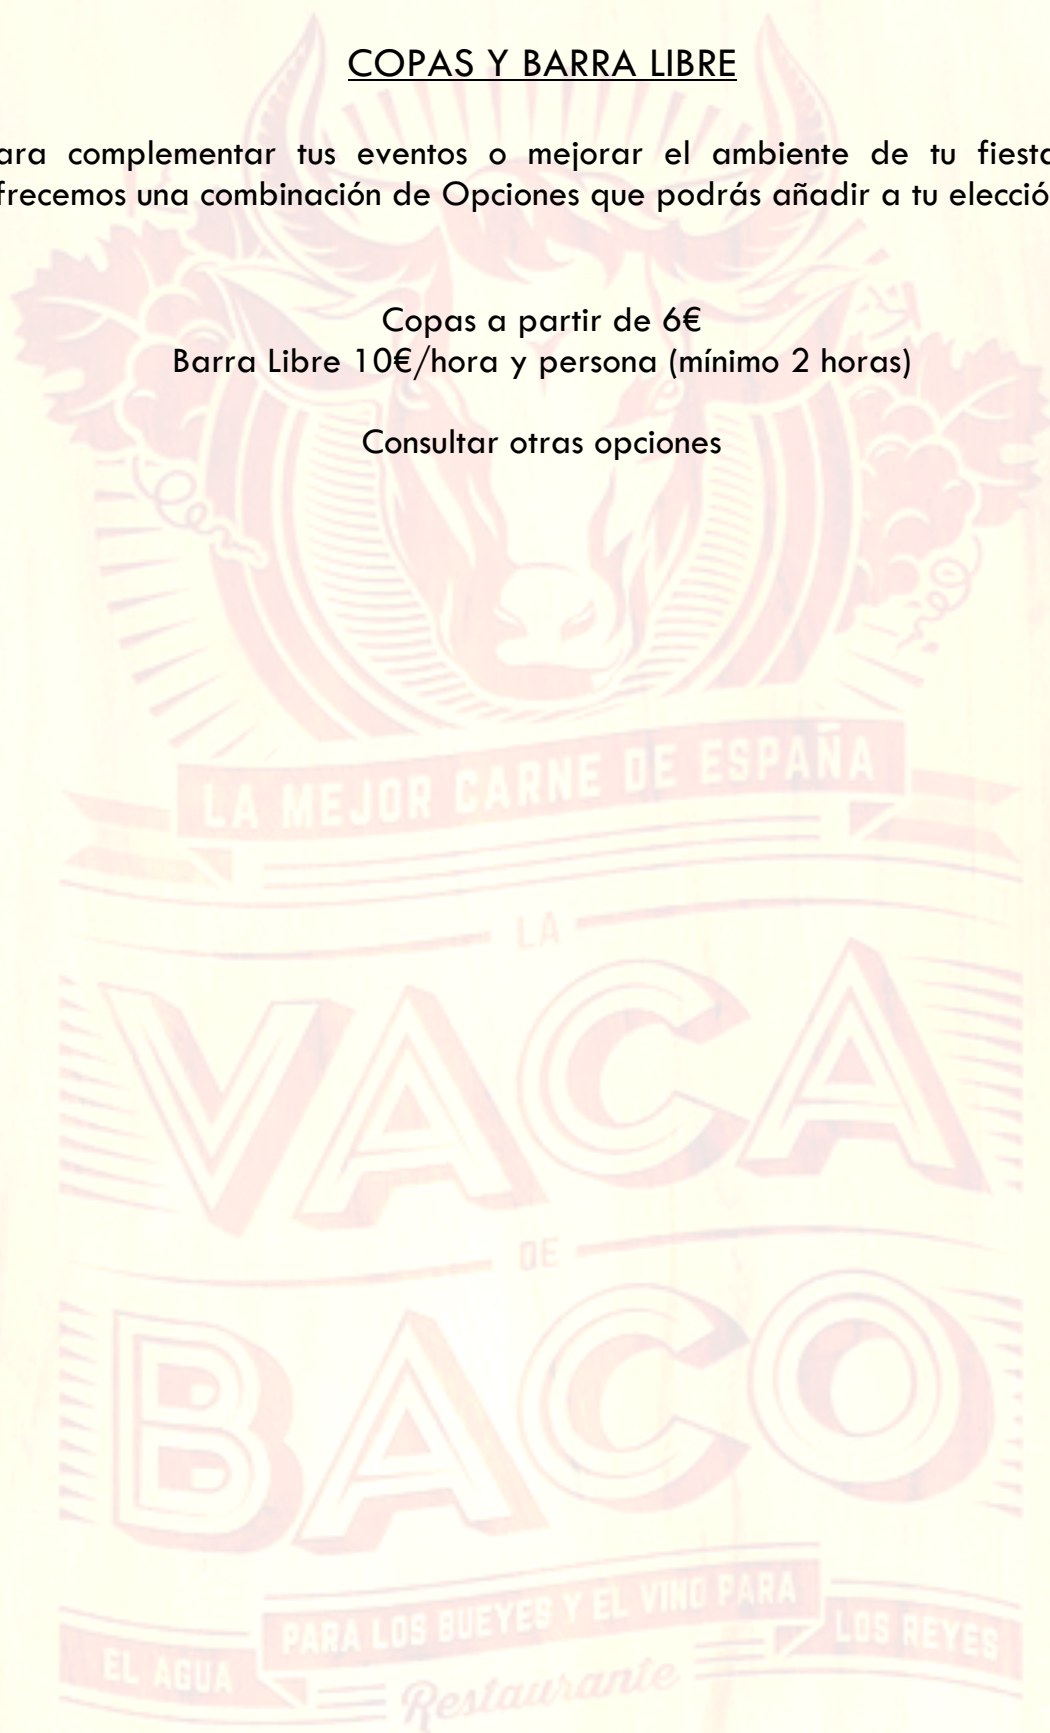 COPAS Y BARRA LIBRE
ara complementar tus eventos o mejorar el ambiente de tu fiesta
frecemos una combinación de Opciones que podrás añadir a tu elecció
Copas a partir de 6€
Barra Libre 10€/hora y persona (mínimo 2 horas)
Consultar otras opciones
LA MEJOR CARNE DE ESPAÑA
LA
VACA
DE
BACO
EL AGUA PARA LOS BUEYES Y EL VINO PARA LOS REYES
Restaurante